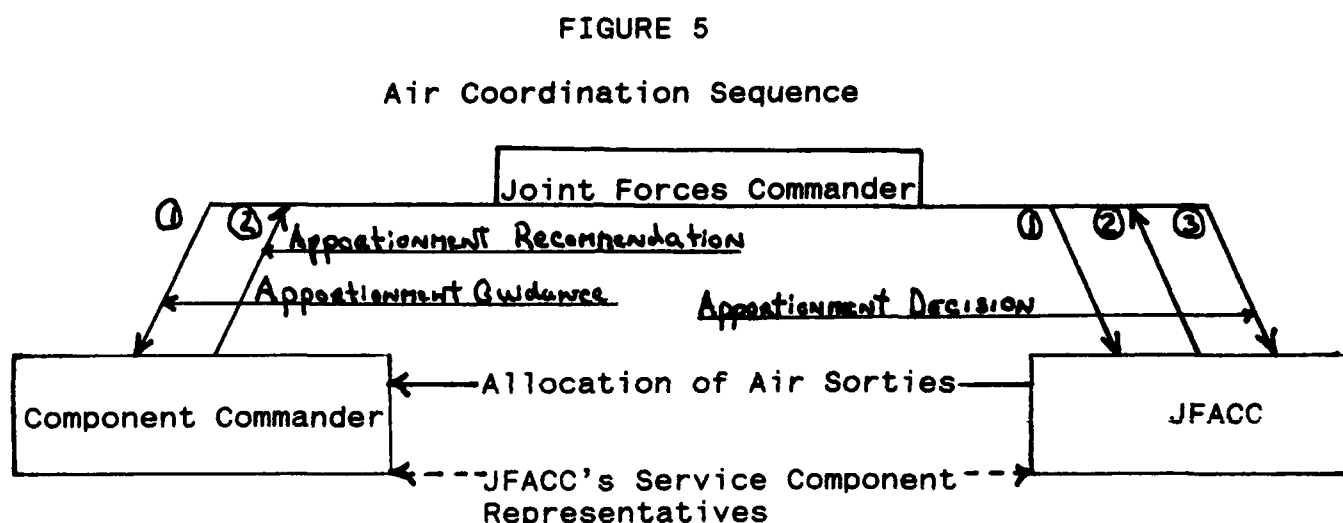 FIGURE 5
Air Coordination Sequence
Joint Forces Commander
① ② ① ② ③
Apportionment Recommendation
Apportionment Guidance
Apportionment Decision
Allocation of Air Sorties
Component Commander
JFACC
JFACC's Service Component
Representatives